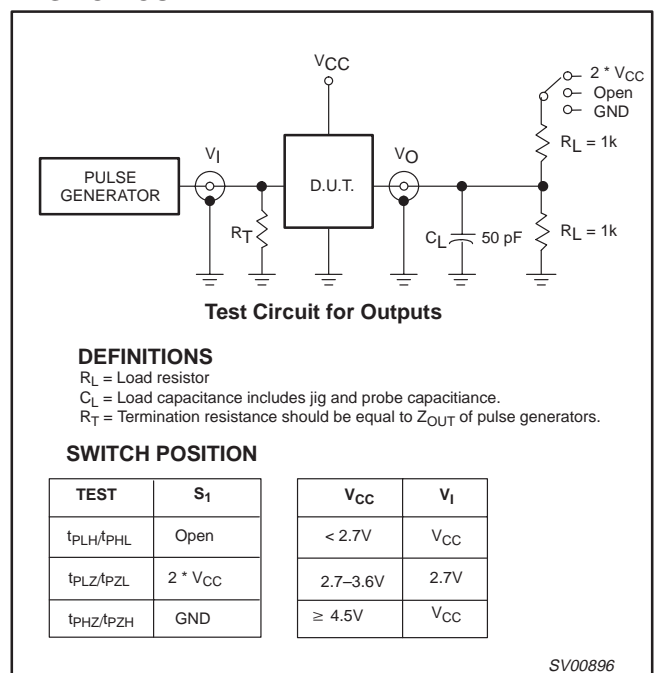 VCC
2 * VCC
Open
GND
RL = 1k
VI
VO
PULSE
GENERATOR
D.U.T.
RT
CL
50 pF
RL = 1k
Test Circuit for Outputs
DEFINITIONS
RL = Load resistor
CL = Load capacitance includes jig and probe capacitiance.
RT = Termination resistance should be equal to ZOUT of pulse generators.
SWITCH POSITION
TEST S1
tPLH/tPHL Open
tPLZ/tPZL 2 * VCC
tPHZ/tPZH GND
VCC VI
< 2.7V VCC
2.7–3.6V 2.7V
≥ 4.5V VCC
SV00896